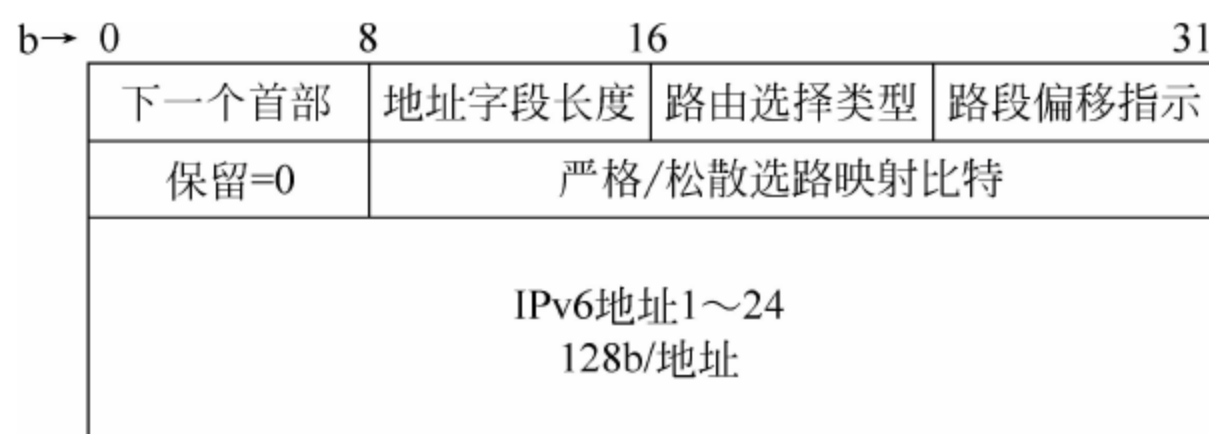 b→ 0 8 16 31
下一个首部 地址字段长度 路由选择类型 路段偏移指示
保留=0 严格/松散选路映射比特
IPv6地址1～24
128b/地址